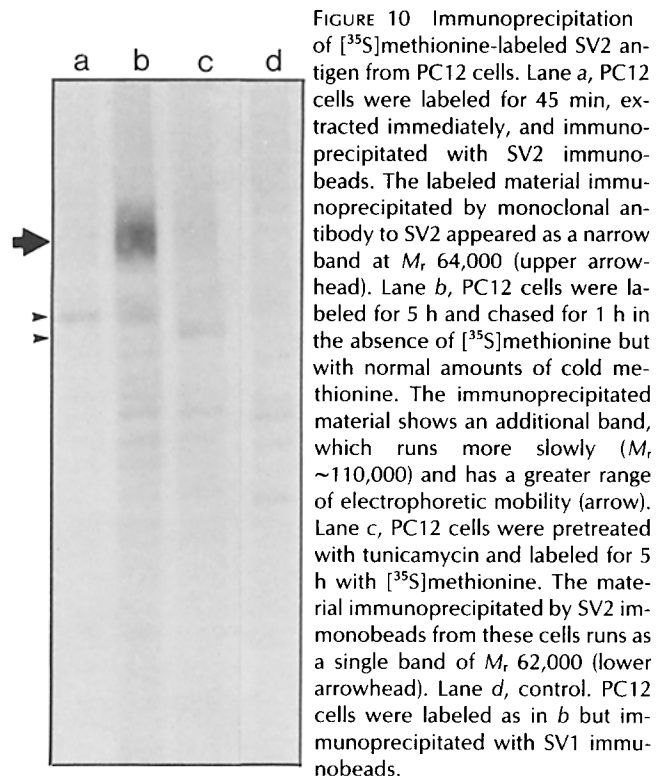 a b c d
FIGURE 10 Immunoprecipitation
of [³⁵S]methionine-labeled SV2 an-
tigen from PC12 cells. Lane a, PC12
cells were labeled for 45 min, ex-
tracted immediately, and immuno-
precipitated with SV2 immuno-
beads. The labeled material immu-
noprecipitated by monoclonal an-
tibody to SV2 appeared as a narrow
band at Mr 64,000 (upper arrow-
head). Lane b, PC12 cells were la-
beled for 5 h and chased for 1 h in
the absence of [³⁵S]methionine but
with normal amounts of cold me-
thionine. The immunoprecipitated
material shows an additional band,
which runs more slowly (Mr
~110,000) and has a greater range
of electrophoretic mobility (arrow).
Lane c, PC12 cells were pretreated
with tunicamycin and labeled for 5
h with [³⁵S]methionine. The mate-
rial immunoprecipitated by SV2 im-
monobeads from these cells runs as
a single band of Mr 62,000 (lower
arrowhead). Lane d, control. PC12
cells were labeled as in b but im-
munoprecipitated with SV1 immu-
nobeads.